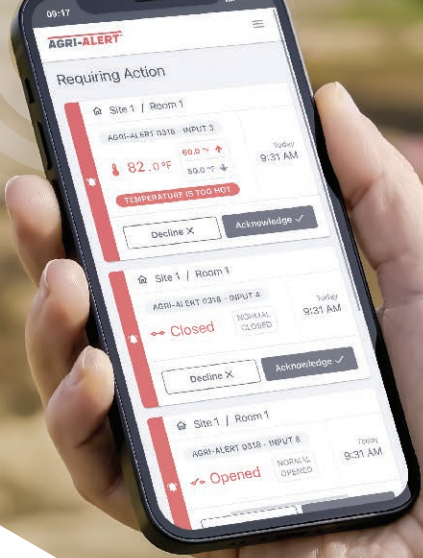 09:17
AGRI-ALERT
Requiring Action
Site 1 / Room 1
AGRI-ALERT 0318 - INPUT 3
82.0°F
60.0°F ↑
50.0°F ↓
Today
9:31 AM
TEMPERATURE IS TOO HOT
Decline X
Acknowledge ✓
Site 1 / Room 1
AGRI-ALERT 0318 - INPUT 4
Closed
NORMAL
CLOSED
Today
9:31 AM
Decline X
Acknowledge ✓
Site 1 / Room 1
AGRI-ALERT 0318 - INPUT 8
Opened
NORMAL
OPENED
Today
9:31 AM